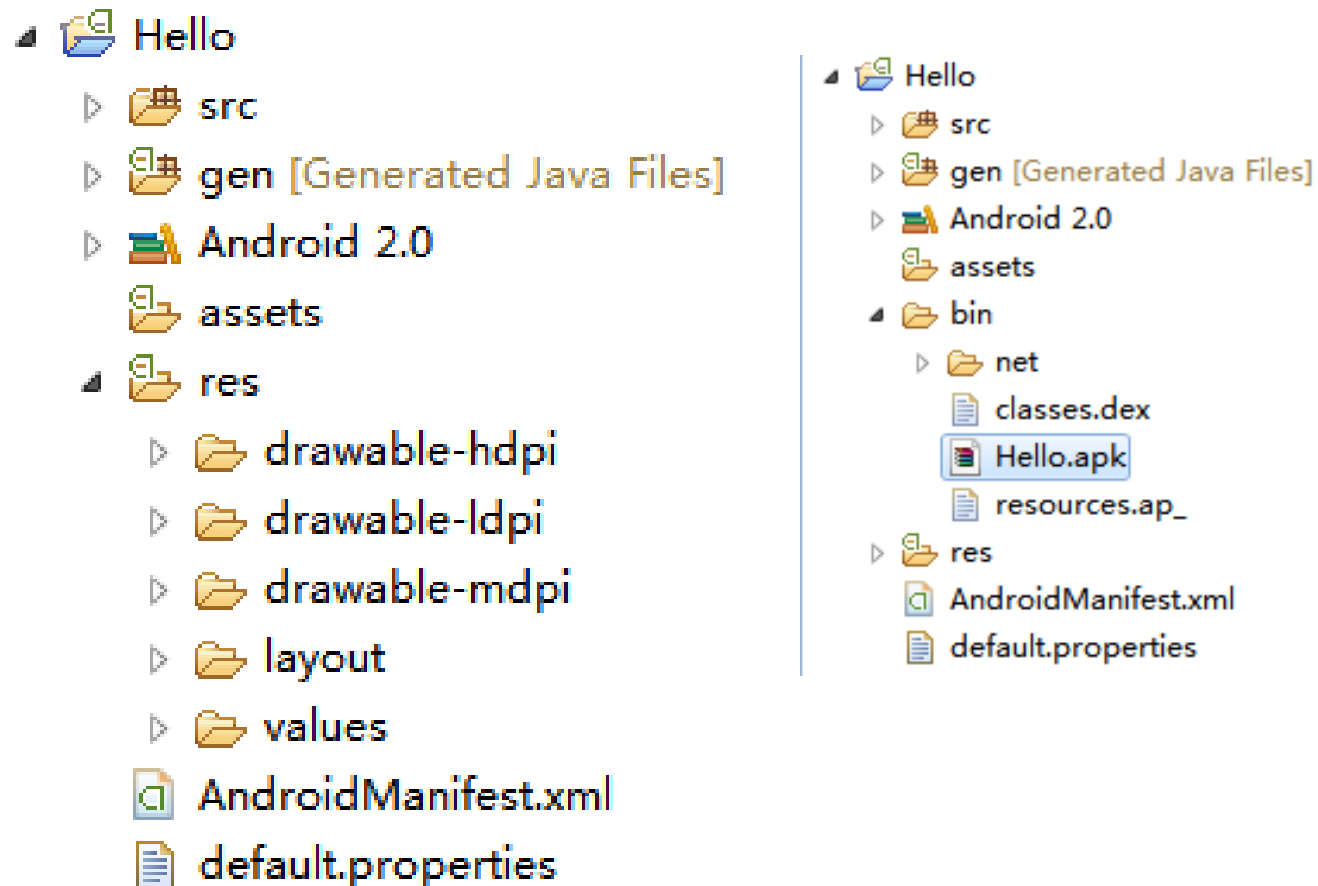 Hello
src
gen [Generated Java Files]
Android 2.0
assets
res
drawable-hdpi
drawable-ldpi
drawable-mdpi
layout
values
AndroidManifest.xml
default.properties
Hello
src
gen [Generated Java Files]
Android 2.0
assets
bin
net
classes.dex
Hello.apk
resources.ap_
res
AndroidManifest.xml
default.properties